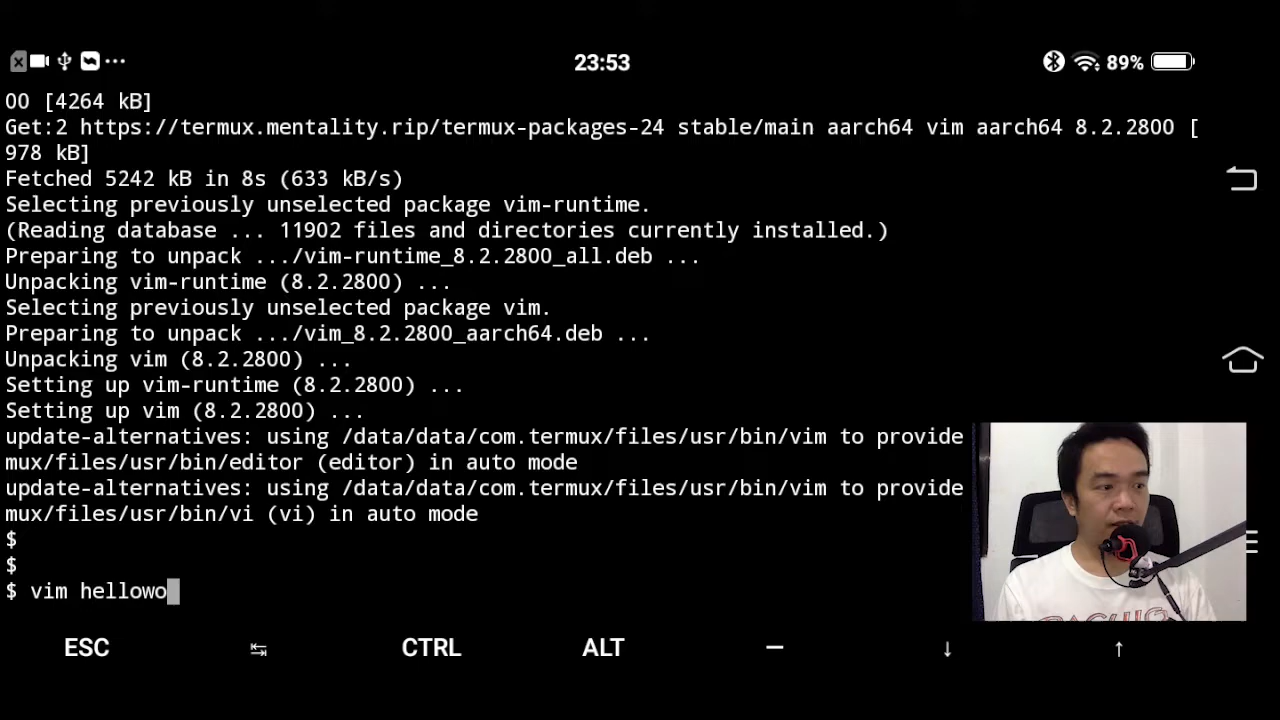 23:53
89%
00 [4264 kB]
Get:2 https://termux.mentality.rip/termux-packages-24 stable/main aarch64 vim aarch64 8.2.2800 [
978 kB]
Fetched 5242 kB in 8s (633 kB/s)
Selecting previously unselected package vim-runtime.
(Reading database ... 11902 files and directories currently installed.)
Preparing to unpack .../vim-runtime_8.2.2800_all.deb ...
Unpacking vim-runtime (8.2.2800) ...
Selecting previously unselected package vim.
Preparing to unpack .../vim_8.2.2800_aarch64.deb ...
Unpacking vim (8.2.2800) ...
Setting up vim-runtime (8.2.2800) ...
Setting up vim (8.2.2800) ...
update-alternatives: using /data/data/com.termux/files/usr/bin/vim to provide
mux/files/usr/bin/editor (editor) in auto mode
update-alternatives: using /data/data/com.termux/files/usr/bin/vim to provide
mux/files/usr/bin/vi (vi) in auto mode
$
$
$ vim hellowo
ESC CTRL ALT — ↓ ↑